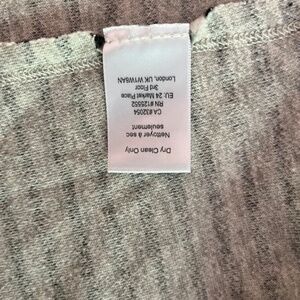 Dry Clean Only
Nettoyer à sec
seulement
CA #32054
RN #125552
EU: 24 Market Place
3rd Floor
London, UK W1W8AN